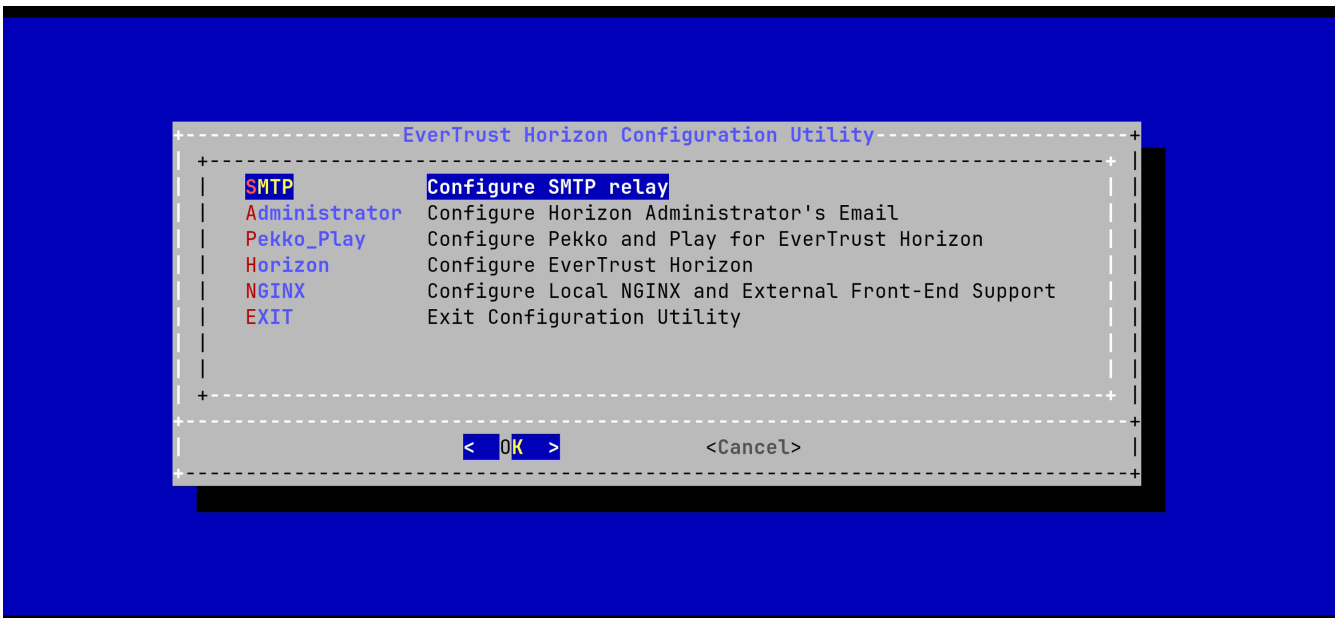 EverTrust Horizon Configuration Utility
SMTP Configure SMTP relay
Administrator Configure Horizon Administrator's Email
Pekko_Play Configure Pekko and Play for EverTrust Horizon
Horizon Configure EverTrust Horizon
NGINX Configure Local NGINX and External Front-End Support
EXIT Exit Configuration Utility
< OK > <Cancel>